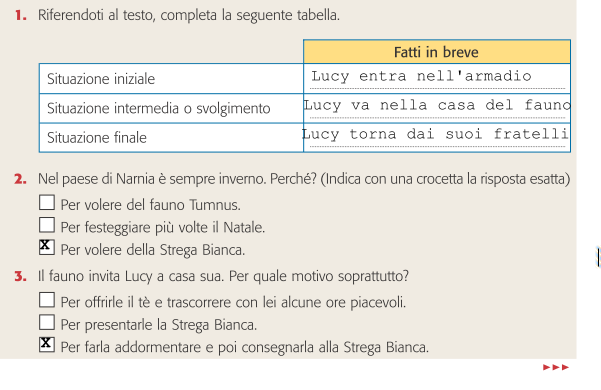 1. Riferendoti al testo, completa la seguente tabella.
Fatti in breve
Situazione iniziale Lucy entra nell'armadio
Situazione intermedia o svolgimento Lucy va nella casa del fauno
Situazione finale Lucy torna dai suoi fratelli
2. Nel paese di Narnia è sempre inverno. Perché? (Indica con una crocetta la risposta esatta)
Per volere del fauno Tumnus.
Per festeggiare più volte il Natale.
x Per volere della Strega Bianca.
3. Il fauno invita Lucy a casa sua. Per quale motivo soprattutto?
Per offrirle il tè e trascorrere con lei alcune ore piacevoli.
Per presentarle la Strega Bianca.
x Per farla addormentare e poi consegnarla alla Strega Bianca.